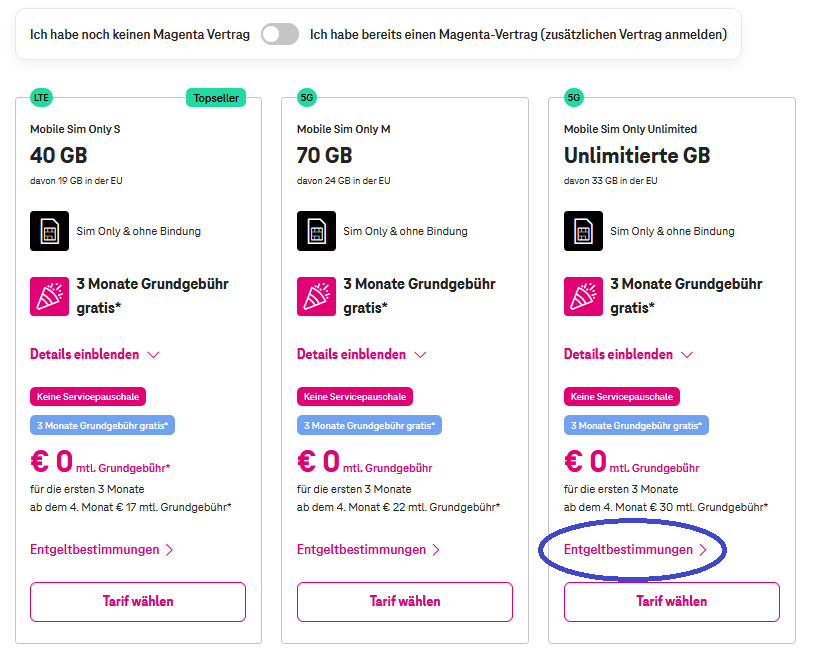 Ich habe noch keinen Magenta Vertrag
Ich habe bereits einen Magenta-Vertrag (zusätzlichen Vertrag anmelden)
LTE
Topseller
Mobile Sim Only S
40 GB
davon 19 GB in der EU
Sim Only & ohne Bindung
3 Monate Grundgebühr
gratis*
Details einblenden
Keine Servicepauschale
3 Monate Grundgebühr gratis*
€ 0 mtl. Grundgebühr*
für die ersten 3 Monate
ab dem 4. Monat € 17 mtl. Grundgebühr*
Entgeltbestimmungen
Tarif wählen
5G
Mobile Sim Only M
70 GB
davon 24 GB in der EU
Sim Only & ohne Bindung
3 Monate Grundgebühr
gratis*
Details einblenden
Keine Servicepauschale
3 Monate Grundgebühr gratis*
€ 0 mtl. Grundgebühr
für die ersten 3 Monate
ab dem 4. Monat € 22 mtl. Grundgebühr*
Entgeltbestimmungen
Tarif wählen
5G
Mobile Sim Only Unlimited
Unlimitierte GB
davon 33 GB in der EU
Sim Only & ohne Bindung
3 Monate Grundgebühr
gratis*
Details einblenden
Keine Servicepauschale
3 Monate Grundgebühr gratis*
€ 0 mtl. Grundgebühr
für die ersten 3 Monate
ab dem 4. Monat € 30 mtl. Grundgebühr*
Entgeltbestimmungen
Tarif wählen